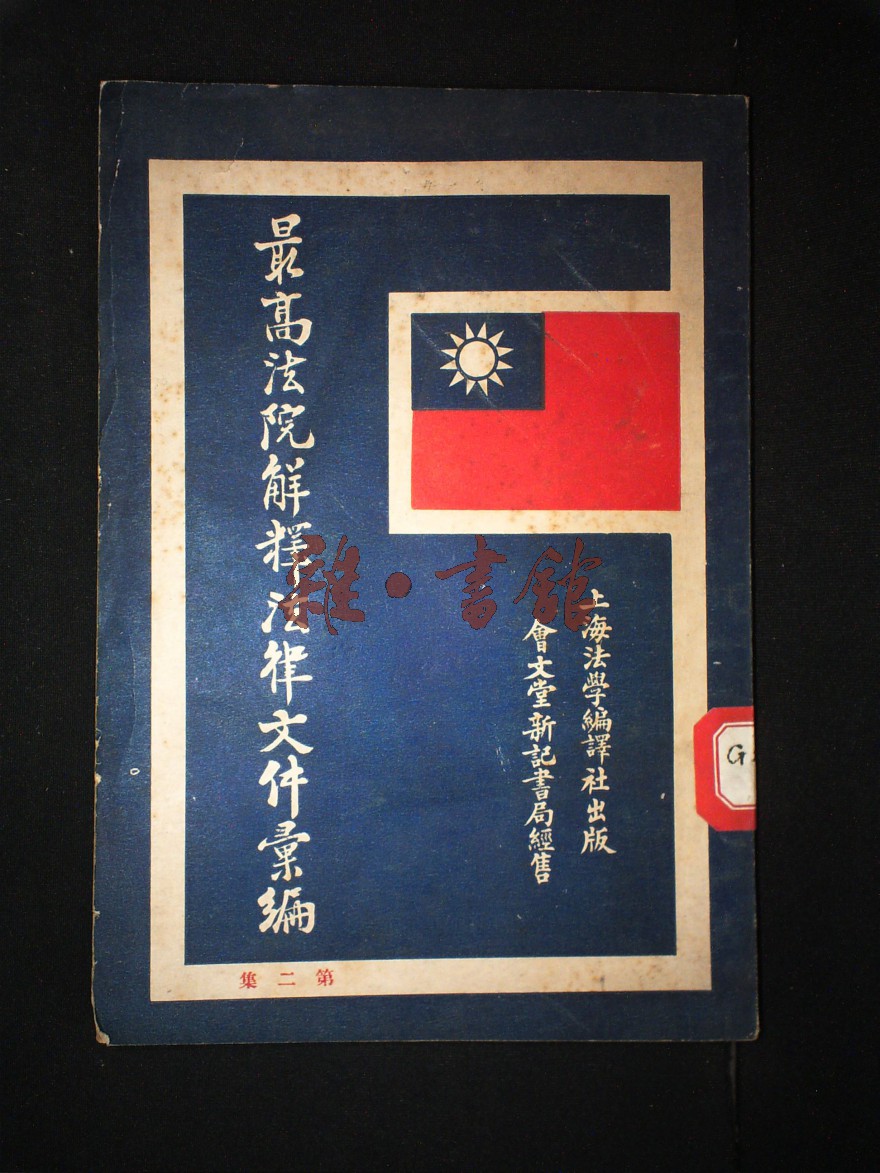 最高法院解釋法律文件彙編
上海法學編譯社出版
會文堂新記書局經售
第二集
雜・書館
G